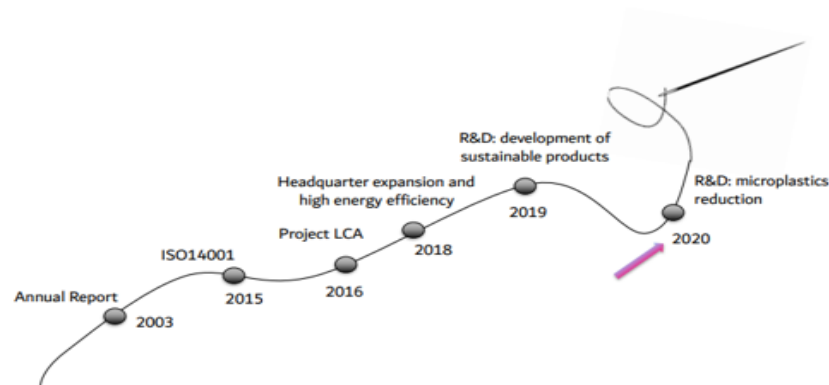 Annual Report
2003
ISO14001
2015
Project LCA
2016
Headquarter expansion and
high energy efficiency
2018
R&D: development of
sustainable products
2019
R&D: microplastics
reduction
2020